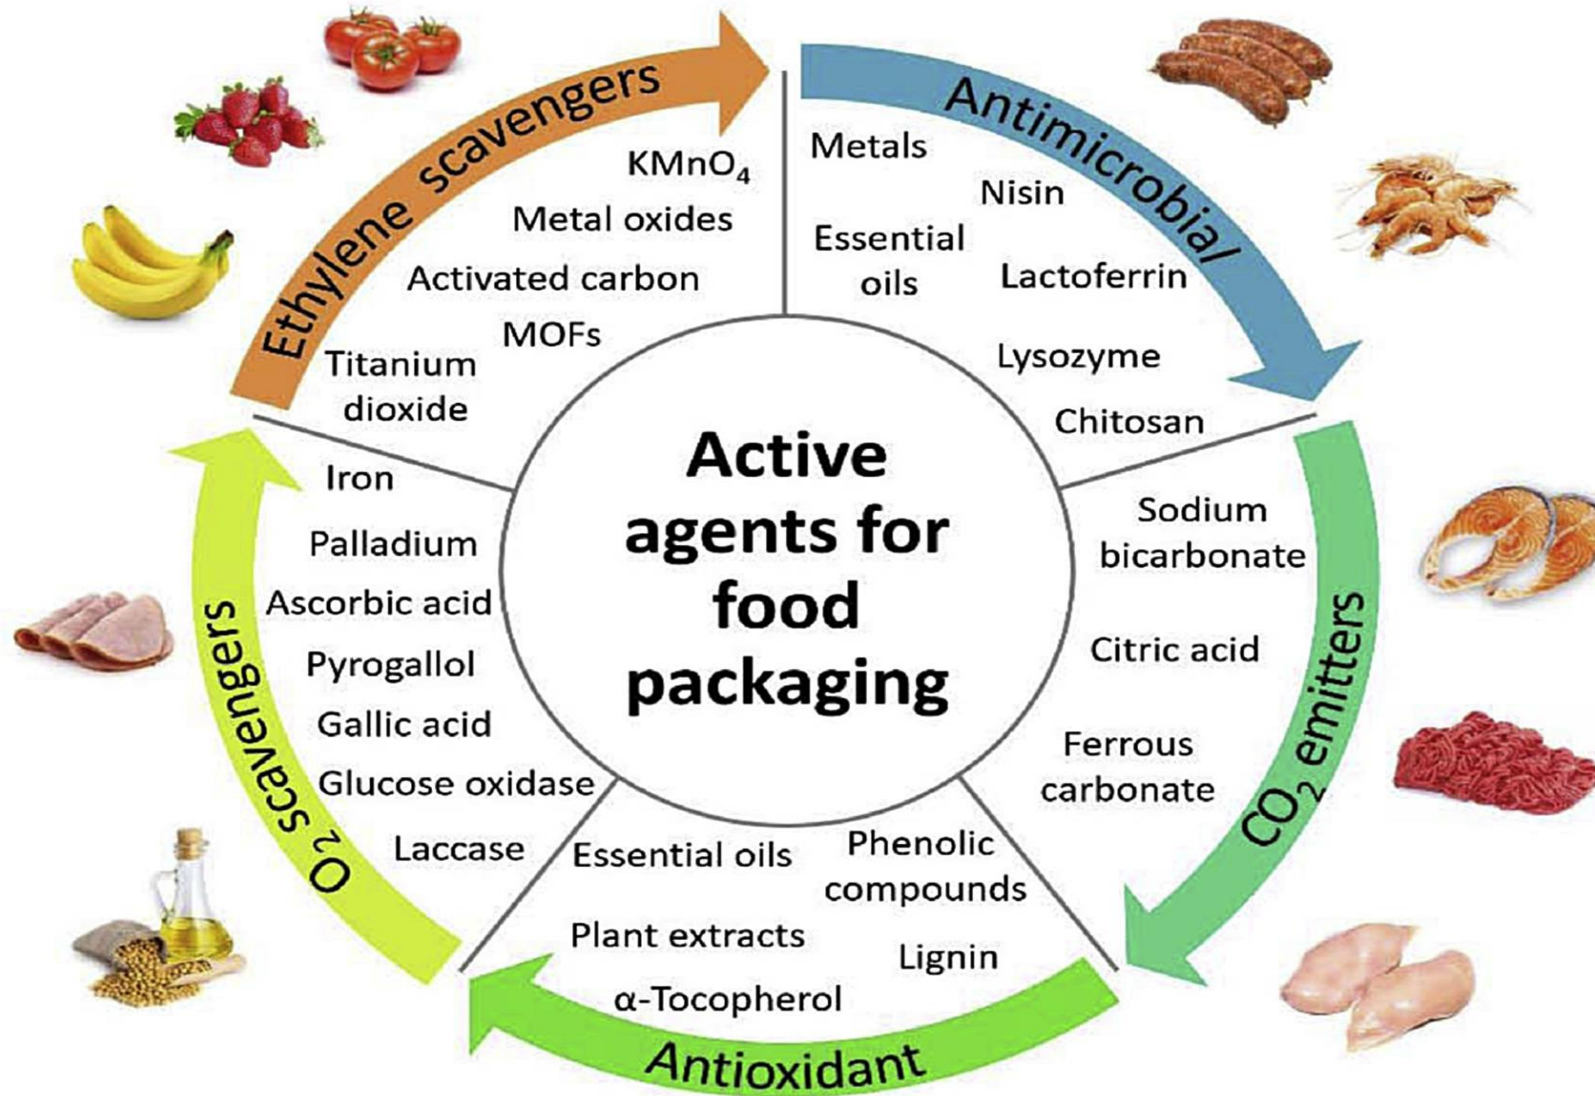 Active
agents for
food
packaging
Antimicrobial
Metals
Nisin
Essential
oils
Lactoferrin
Lysozyme
Chitosan
CO₂ emitters
Sodium
bicarbonate
Citric acid
Ferrous
carbonate
Antioxidant
Essential oils
Phenolic
compounds
Plant extracts
Lignin
α-Tocopherol
O₂ scavengers
Iron
Palladium
Ascorbic acid
Pyrogallol
Gallic acid
Glucose oxidase
Laccase
Ethylene scavengers
KMnO₄
Metal oxides
Activated carbon
MOFs
Titanium
dioxide